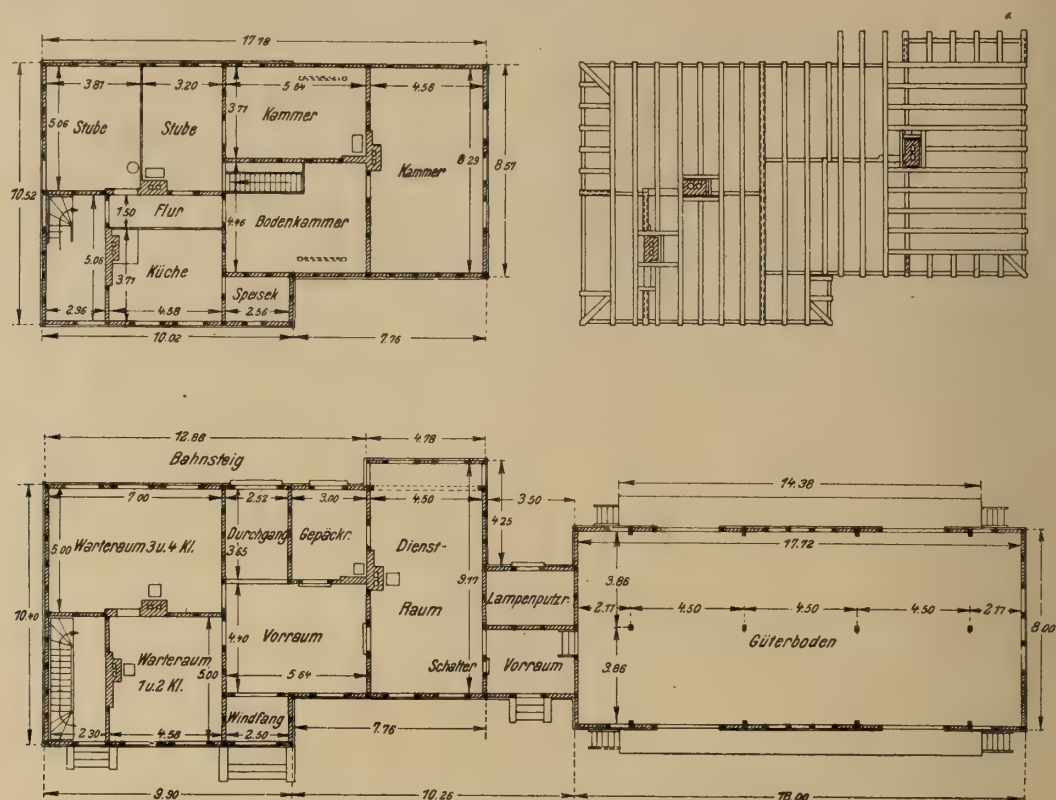 17.78
3.81
3.20
5.64
4.58
5.06
Stube
Stube
3.71
Kammer
8.29
8.57
Kammer
10.52
1.50
Flur
4.46
Bodenkammer
5.06
3.71
Küche
Speisek
2.96
4.58
2.56
10.02
7.76
12.88
4.78
Bahnsteig
14.38
7.00
2.52
3.00
4.50
3.50
4.25
17.72
5.00
Warteraum 3 u. 4 Kl.
Durchgang
3.65
Gepäckr.
Dienst-
9.17
3.86
Lampenputzr.
2.11
4.50
4.50
4.50
2.11
10.40
Raum
8.00
4.40
Vorraum
Güterboden
Warteraum
1 u. 2 Kl.
5.00
5.64
Schalter
Vorraum
3.86
Windfang
2.30
4.58
2.50
7.76
9.90
10.26
18.00